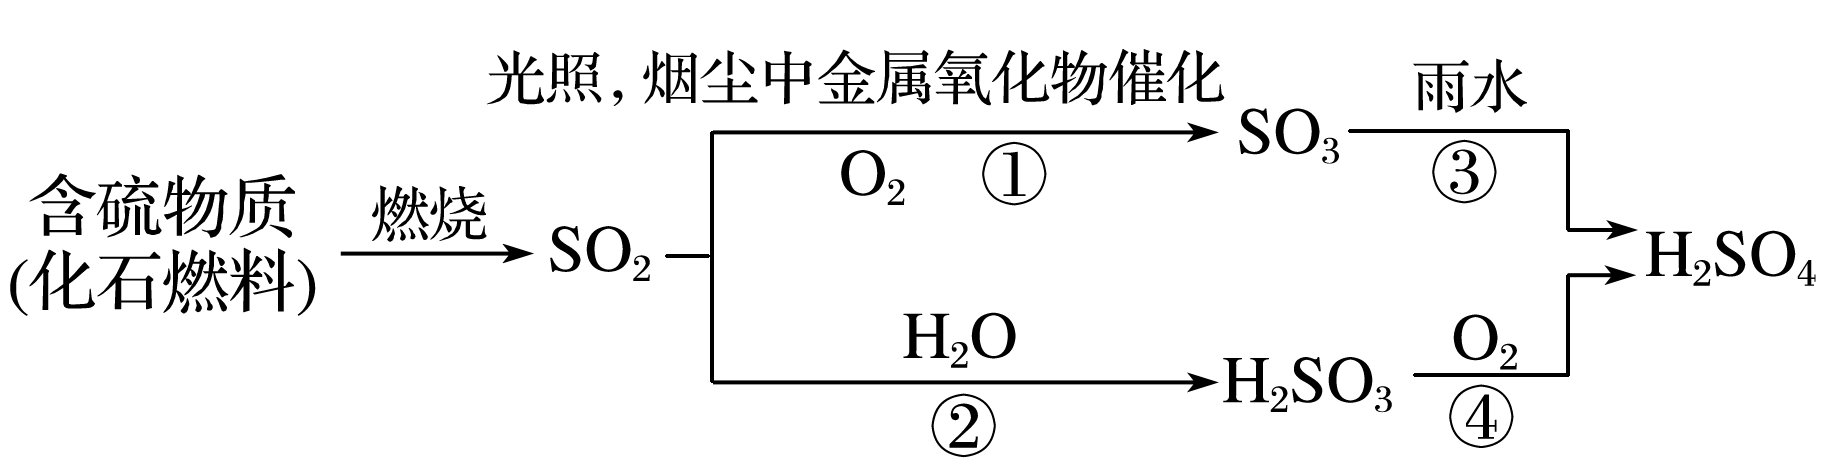 光照，烟尘中金属氧化物催化
雨水
SO₃
O₂ ①
③
含硫物质
(化石燃料)
燃烧
SO₂
H₂SO₄
H₂O
O₂
H₂SO₃
②
④